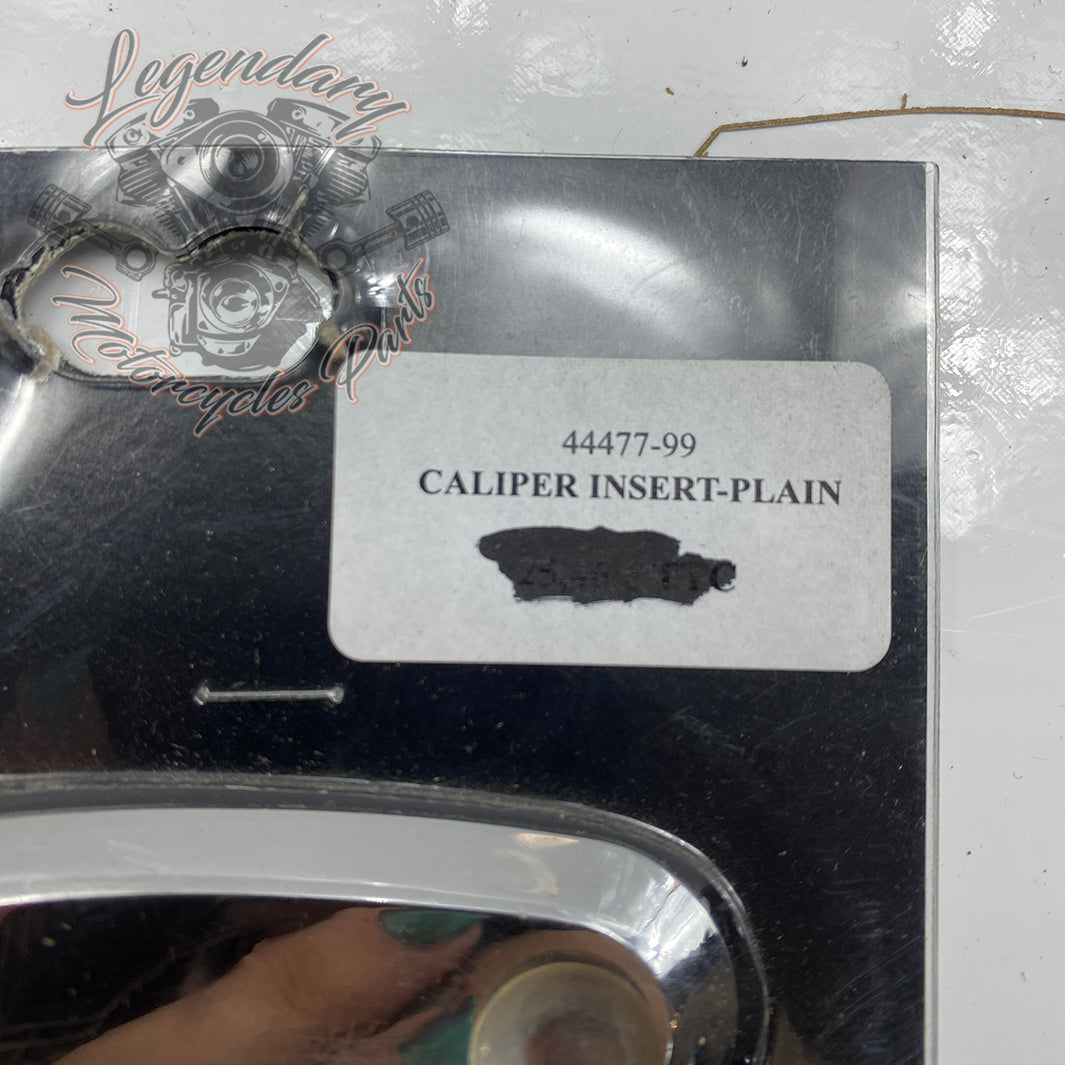 Legendary
Motorcycles Parts
44477-99
CALIPER INSERT-PLAIN